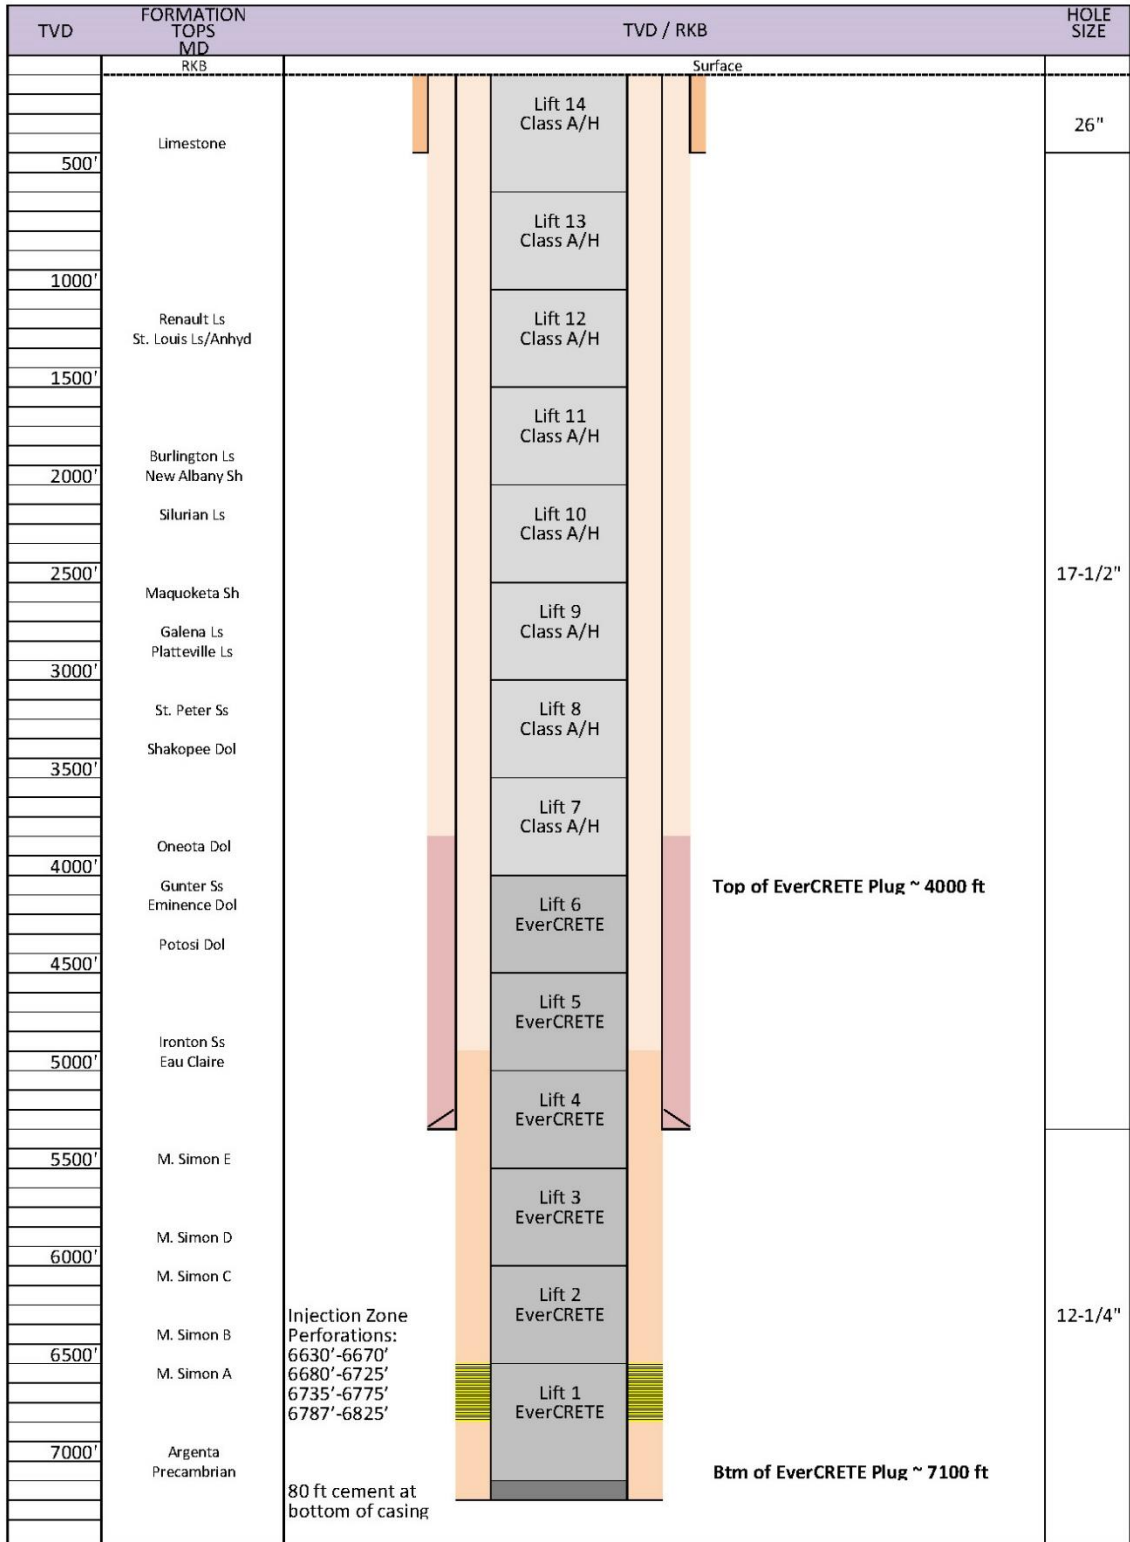 TVD
FORMATION
TOPS
MD
TVD / RKB
HOLE
SIZE
RKB
Surface
Lift 14
Class A/H
26"
Limestone
500'
Lift 13
Class A/H
1000'
Renault Ls
Lift 12
Class A/H
St. Louis Ls/Anhyd
1500'
Lift 11
Class A/H
Burlington Ls
2000'
New Albany Sh
Silurian Ls
Lift 10
Class A/H
2500'
17-1/2"
Maquoketa Sh
Lift 9
Class A/H
Galena Ls
Platteville Ls
3000'
St. Peter Ss
Lift 8
Class A/H
Shakopee Dol
3500'
Lift 7
Class A/H
Oneota Dol
4000'
Gunter Ss
Top of EverCRETE Plug ~ 4000 ft
Eminence Dol
Lift 6
EverCRETE
Potosi Dol
4500'
Lift 5
EverCRETE
Ironton Ss
5000'
Eau Claire
Lift 4
EverCRETE
5500'
M. Simon E
Lift 3
EverCRETE
M. Simon D
6000'
M. Simon C
Lift 2
EverCRETE
12-1/4"
Injection Zone
M. Simon B
Perforations:
6500'
6630'-6670'
M. Simon A
6680'-6725'
Lift 1
EverCRETE
6735'-6775'
6787'-6825'
7000'
Argenta
Precambrian
Btm of EverCRETE Plug ~ 7100 ft
80 ft cement at
bottom of casing